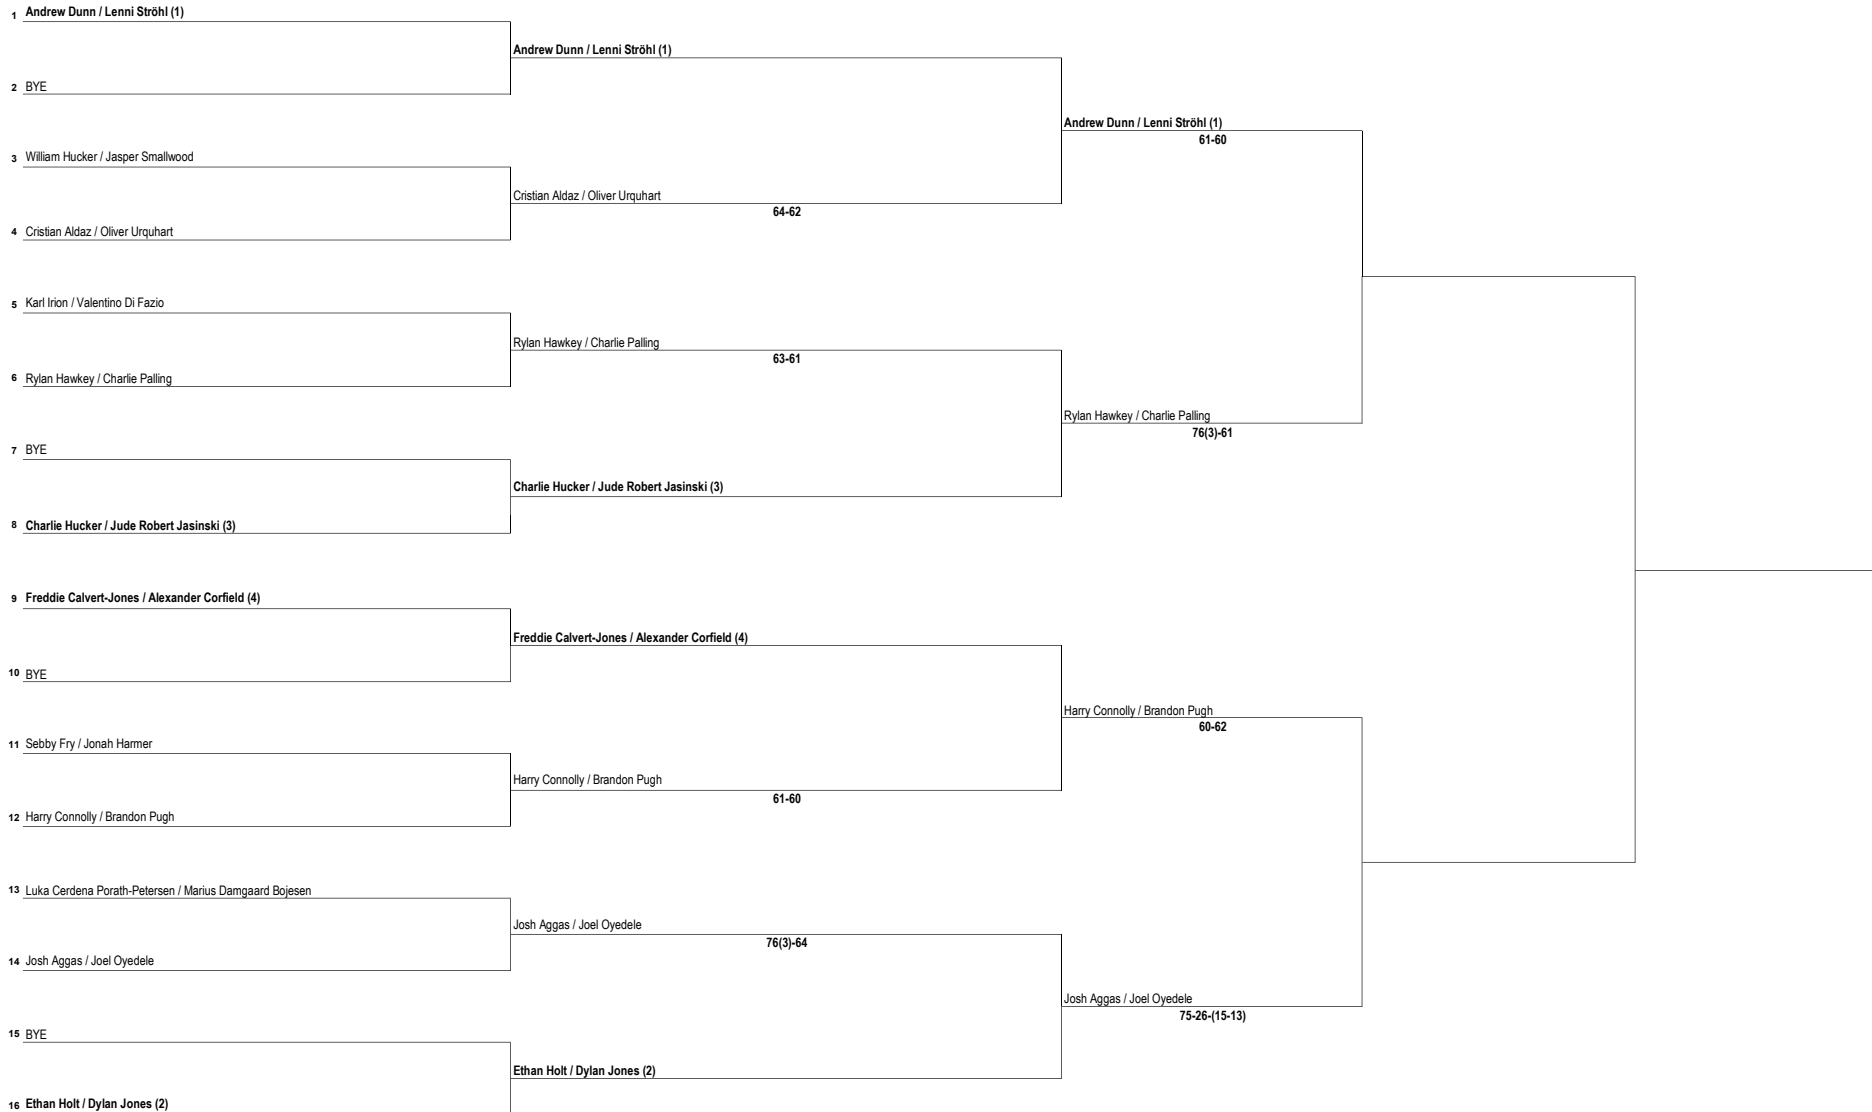 1 Andrew Dunn / Lenni Ströhl (1)
2 BYE
3 William Hucker / Jasper Smallwood
4 Cristian Aldaz / Oliver Urquhart
5 Karl Irion / Valentino Di Fazio
6 Rylan Hawkey / Charlie Palling
7 BYE
8 Charlie Hucker / Jude Robert Jasinski (3)
9 Freddie Calvert-Jones / Alexander Corfield (4)
10 BYE
11 Sebby Fry / Jonah Harmer
12 Harry Connolly / Brandon Pugh
13 Luka Cerdena Porath-Petersen / Marius Damgaard Bojesen
14 Josh Aggas / Joel Oyedele
15 BYE
16 Ethan Holt / Dylan Jones (2)
Andrew Dunn / Lenni Ströhl (1)
Cristian Aldaz / Oliver Urquhart
64-62
Rylan Hawkey / Charlie Palling
63-61
Charlie Hucker / Jude Robert Jasinski (3)
Freddie Calvert-Jones / Alexander Corfield (4)
Harry Connolly / Brandon Pugh
61-60
Josh Aggas / Joel Oyedele
76(3)-64
Ethan Holt / Dylan Jones (2)
Andrew Dunn / Lenni Ströhl (1)
61-60
Rylan Hawkey / Charlie Palling
76(3)-61
Harry Connolly / Brandon Pugh
60-62
Josh Aggas / Joel Oyedele
75-26-(15-13)